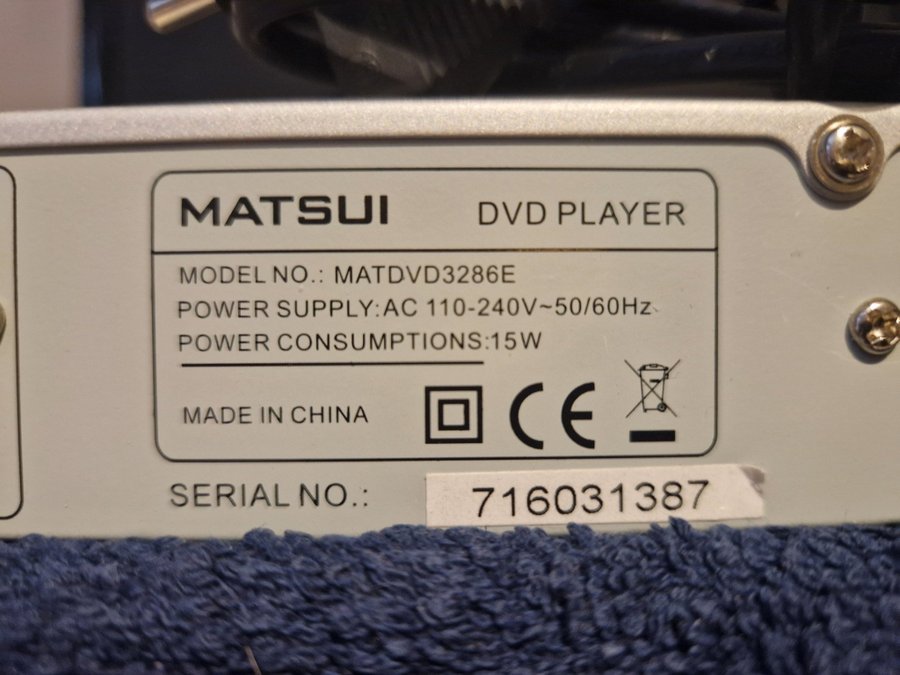 MATSUI DVD PLAYER
MODEL NO.: MATDVD3286E
POWER SUPPLY:AC 110-240V~50/60Hz
POWER CONSUMPTIONS:15W
MADE IN CHINA CE
SERIAL NO.: 716031387